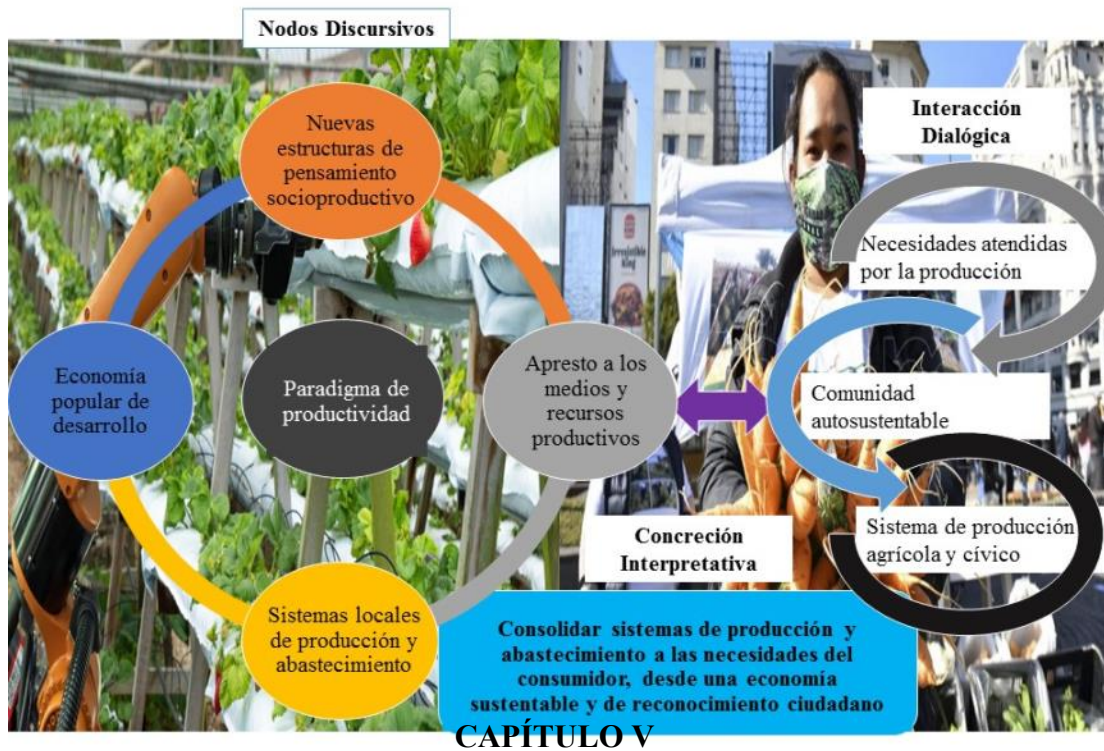 Nodos Discursivos
Nuevas
estructuras de
pensamiento
socioproductivo
Economía
popular de
desarrollo
Paradigma de
productividad
Apresto a los
medios y
recursos
productivos
Sistemas locales
de producción y
abastecimiento
Interacción
Dialógica
Necesidades atendidas
por la producción
Comunidad
autosustentable
Sistema de producción
agrícola y cívico
Concreción
Interpretativa
Consolidar sistemas de producción y
abastecimiento a las necesidades del
consumidor, desde una economía
sustentable y de reconocimiento ciudadano
CAPÍTULO V